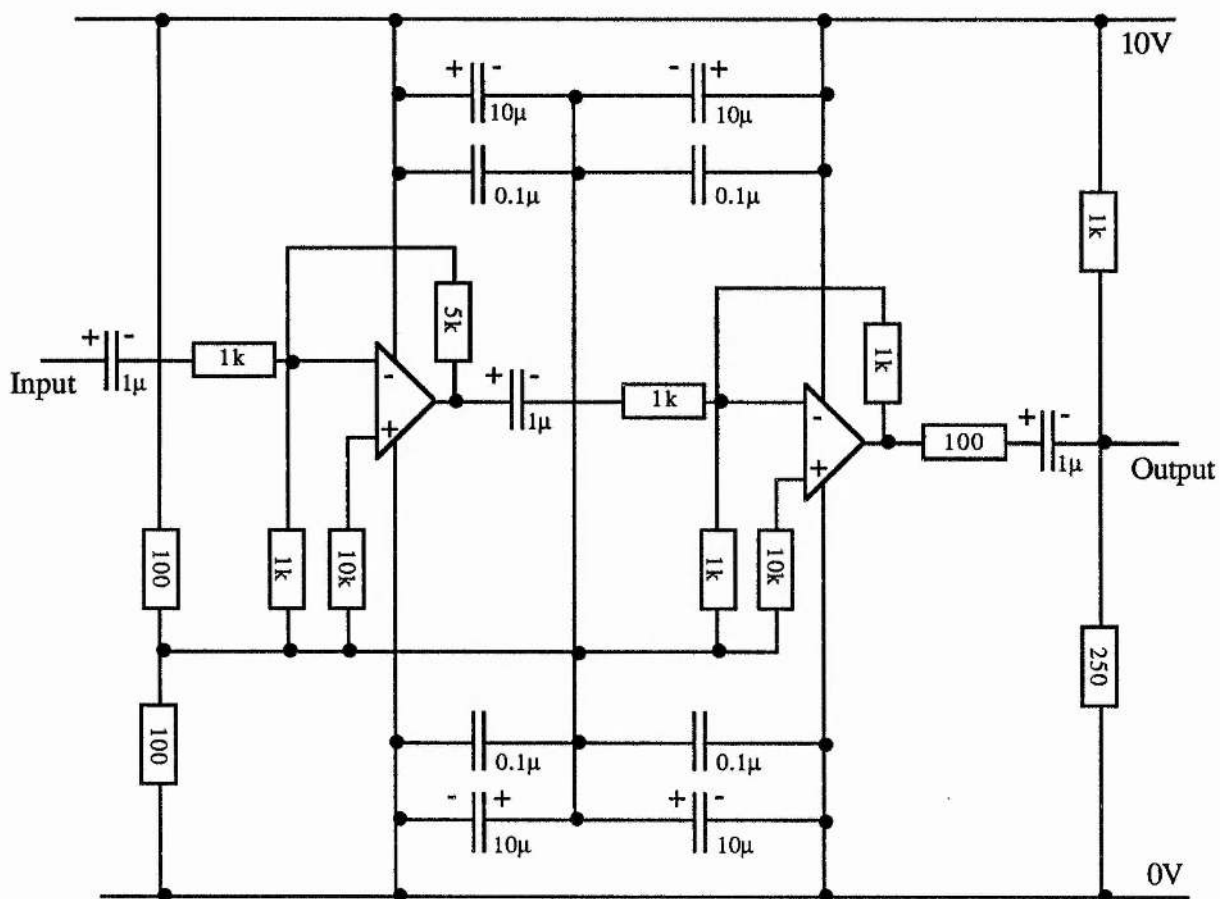 10V
+ - - +
10μ 10μ
0.1μ 0.1μ
1k
5k
1k
+ -
1k
Input 1μ
-
+
+ -
1k
1μ
-
+
100
+ -
1μ
Output
100
1k
10k
1k
10k
250
100
0.1μ 0.1μ
- + + -
10μ 10μ
0V